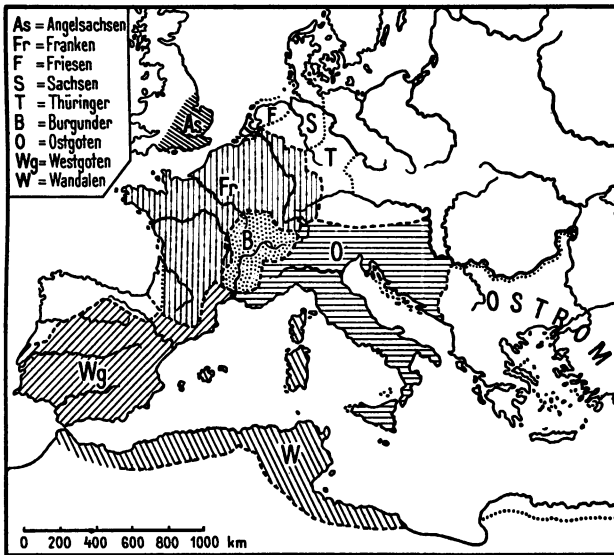 As = Angelsachsen
Fr = Franken
F = Friesen
S = Sachsen
T = Thüringer
B = Burgunder
O = Ostgoten
Wg = Westgoten
W = Wandalen
As
F
S
T
Fr
B
O
OSTROM
Wg
W
0 200 400 600 800 1000 km